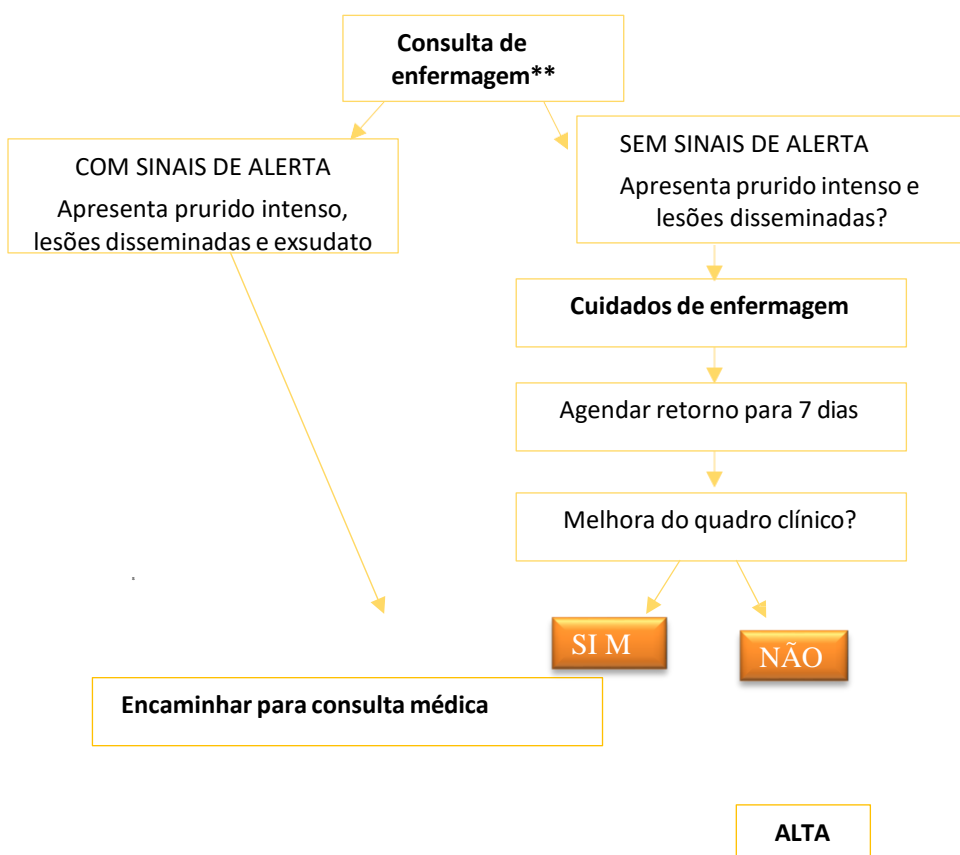 Consulta de
enfermagem**
COM SINAIS DE ALERTA
Apresenta prurido intenso,
lesões disseminadas e exsudato
SEM SINAIS DE ALERTA
Apresenta prurido intenso e
lesões disseminadas?
Cuidados de enfermagem
Agendar retorno para 7 dias
Melhora do quadro clínico?
SI M
NÃO
Encaminhar para consulta médica
ALTA